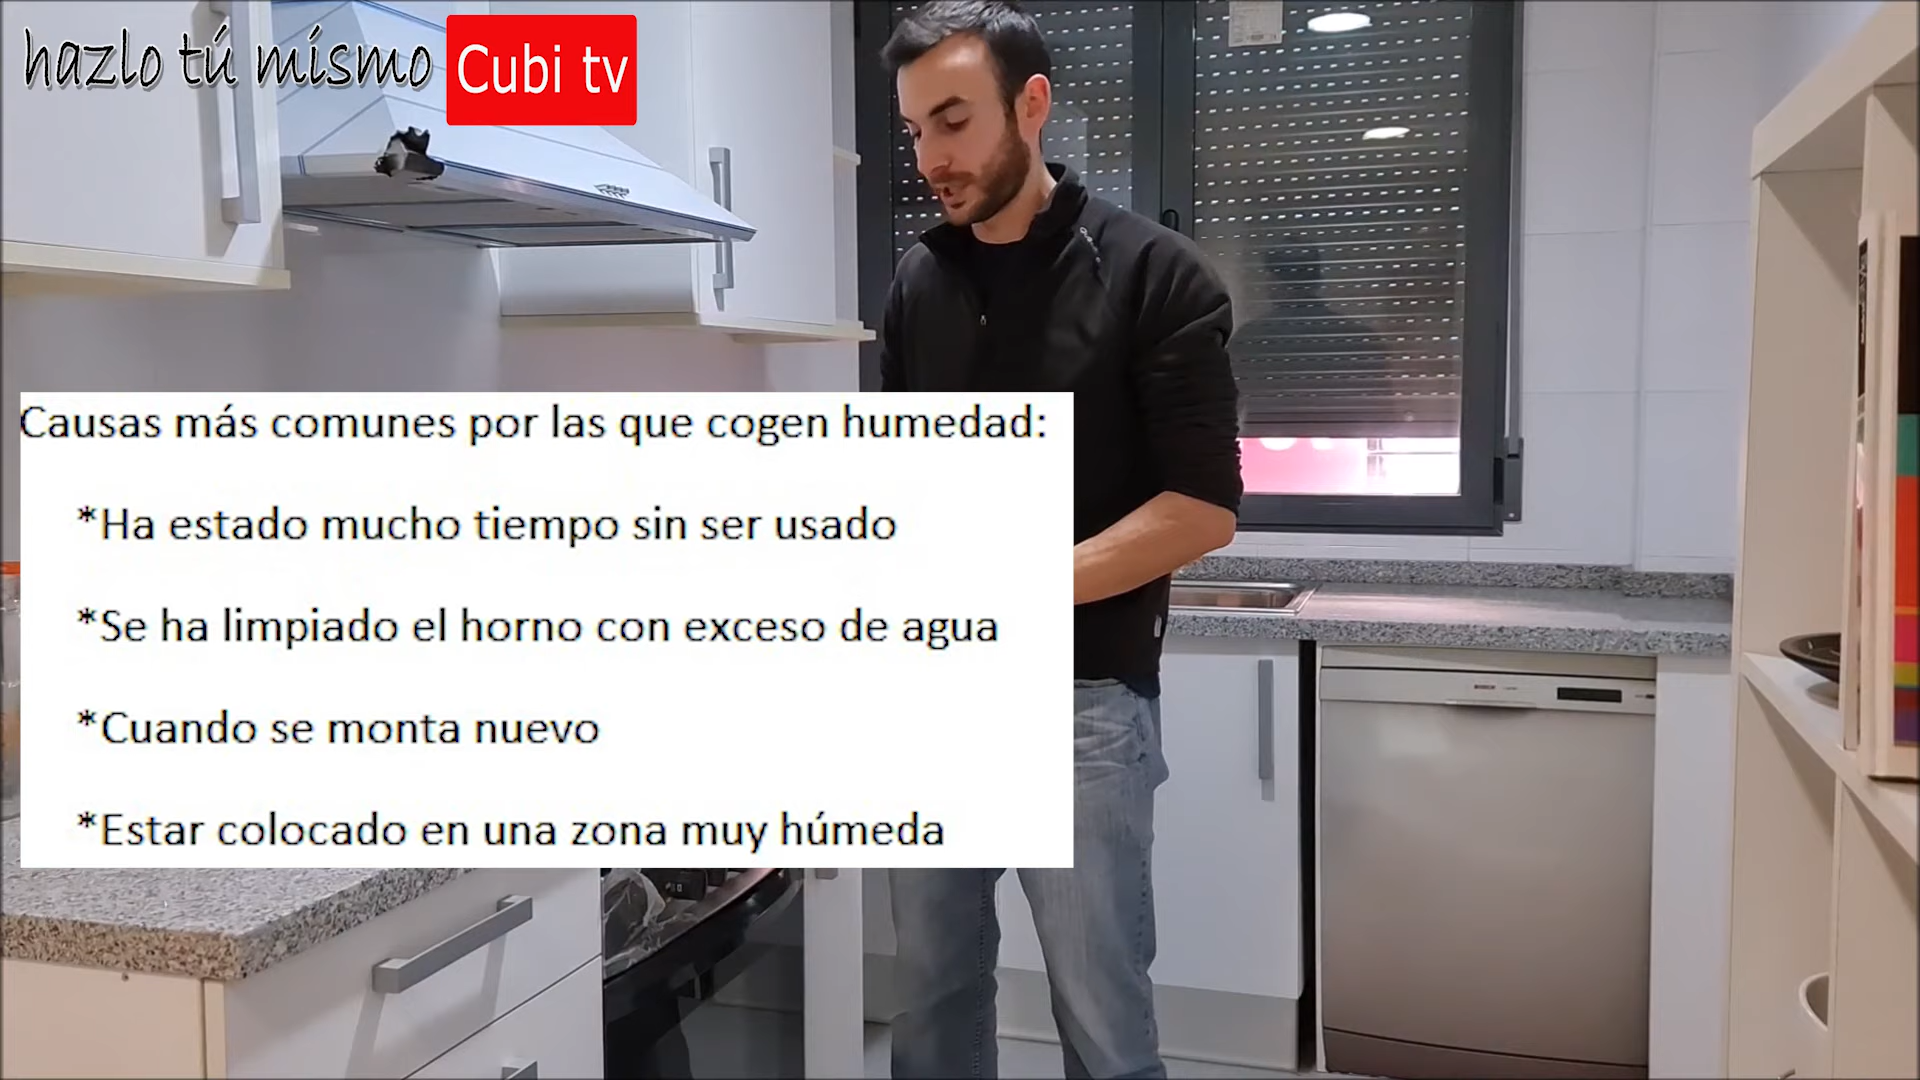 hazlo tú mismo Cubi tv
Causas más comunes por las que cogen humedad:
*Ha estado mucho tiempo sin ser usado
*Se ha limpiado el horno con exceso de agua
*Cuando se monta nuevo
*Estar colocado en una zona muy húmeda